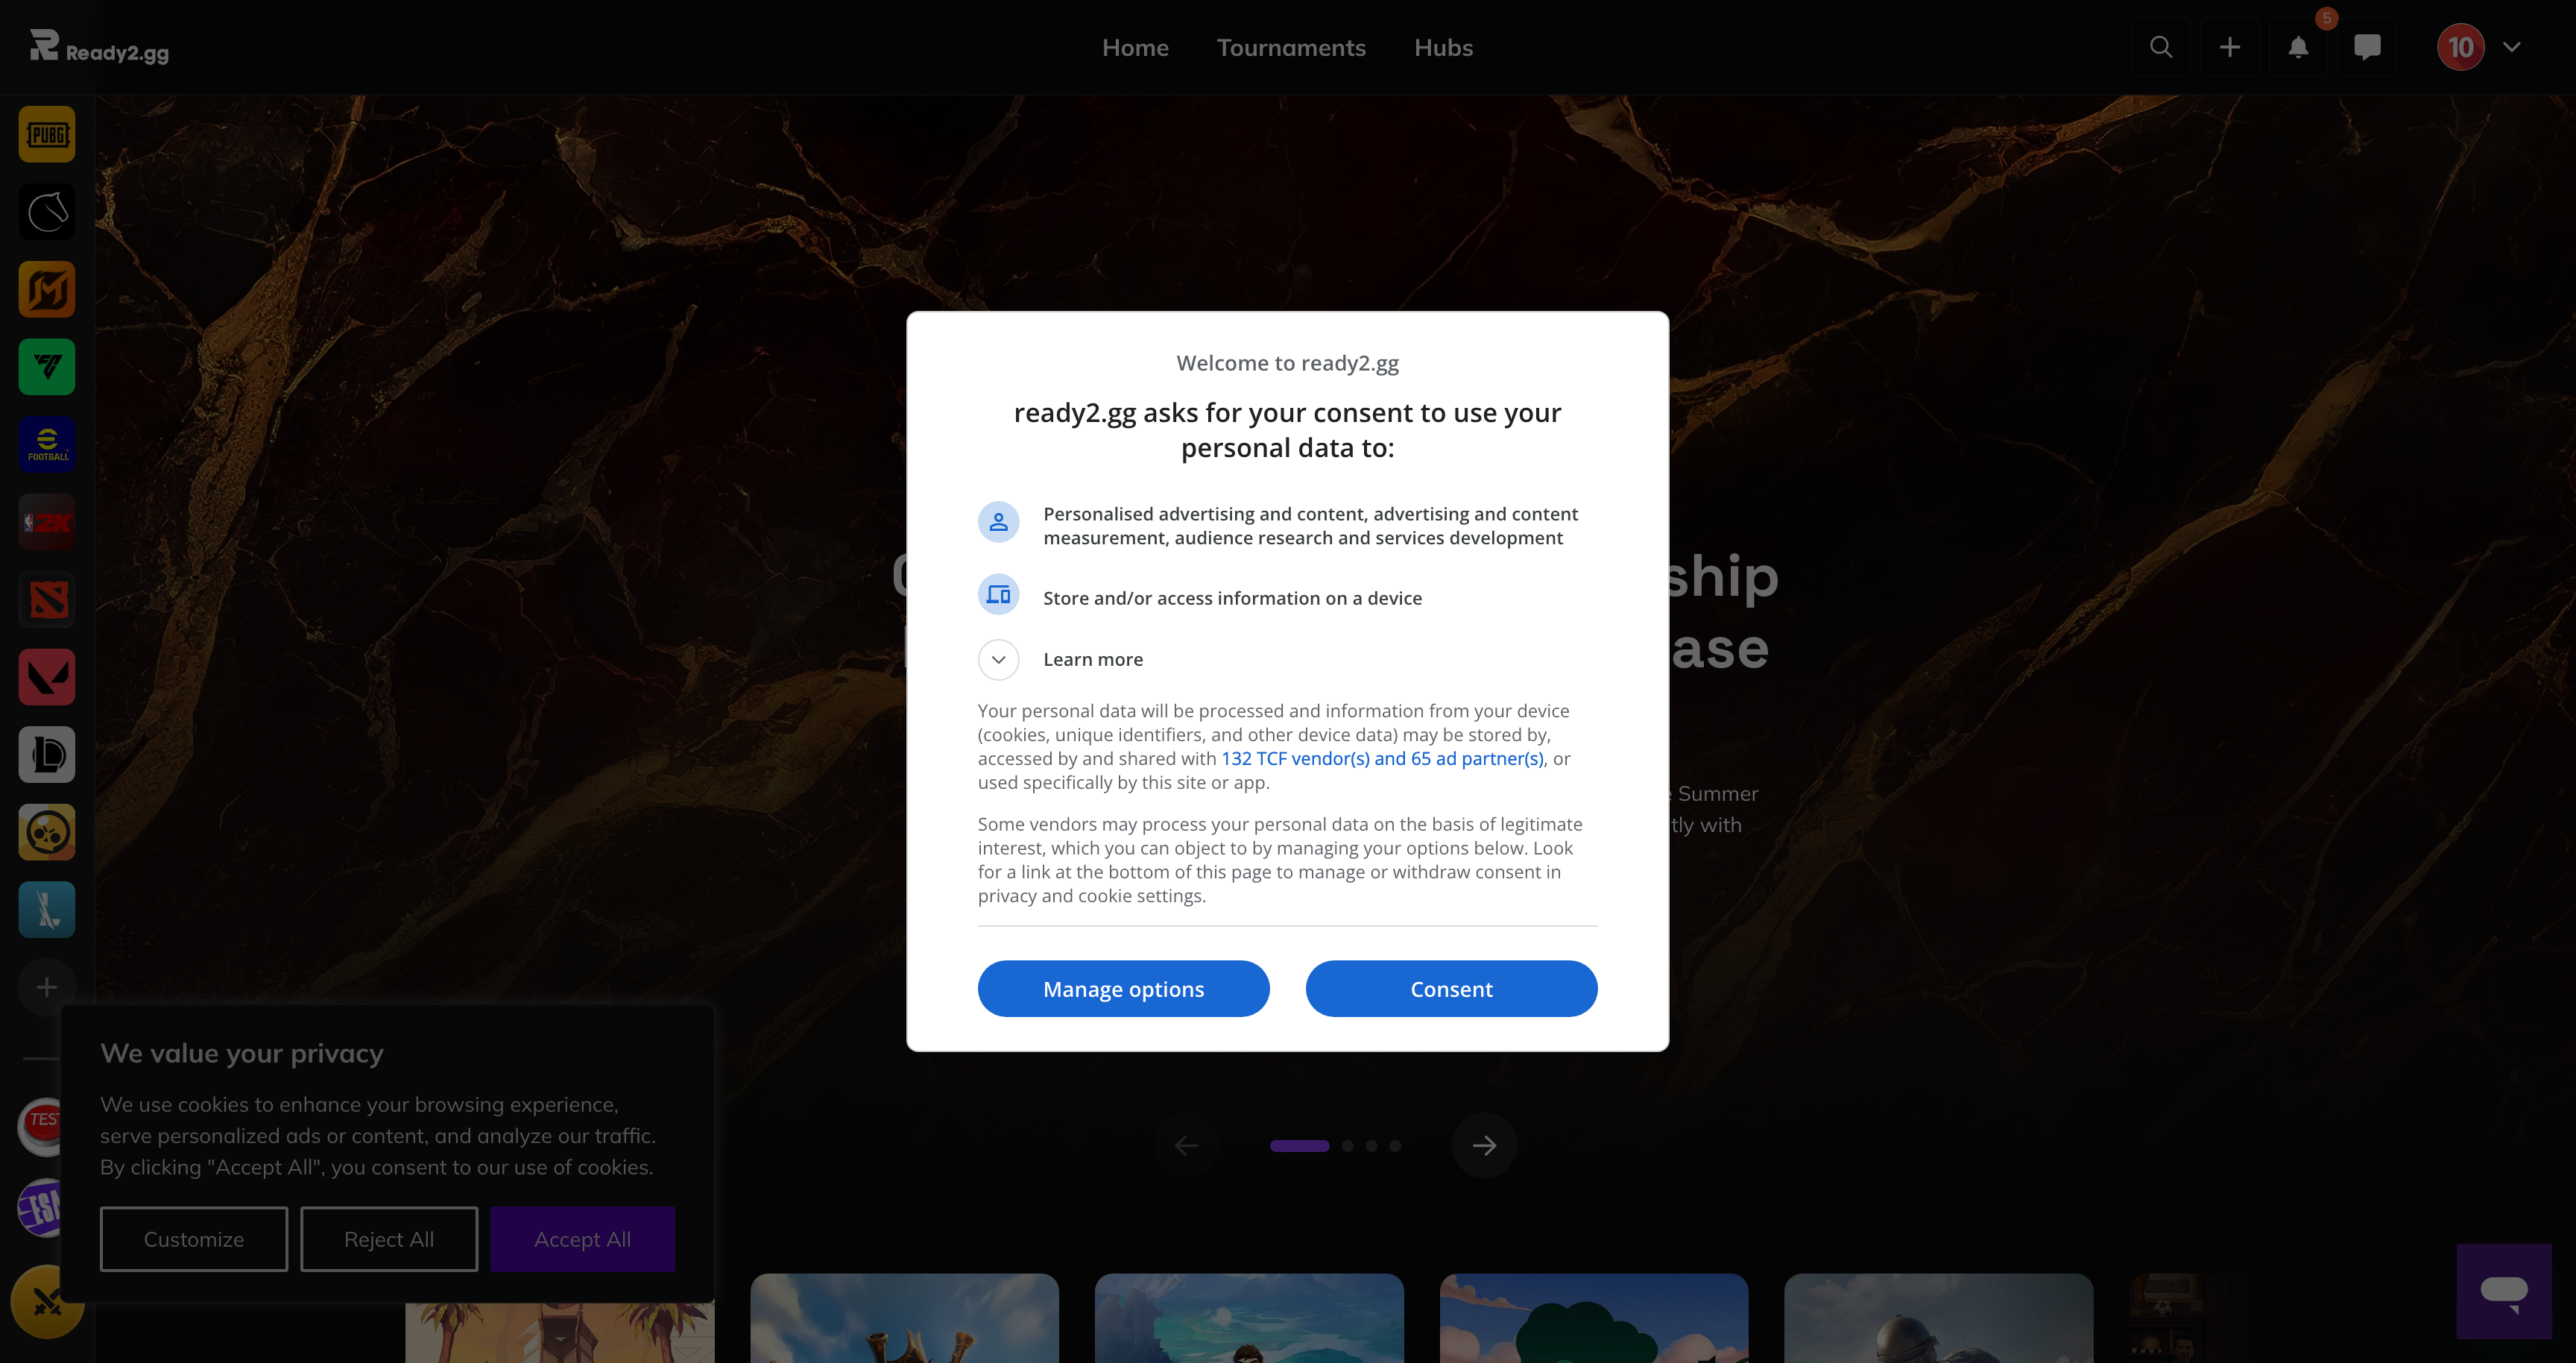 Ready2.gg
Home
Tournaments
Hubs
5
10
PUBG
FOOTBALL
2K
Welcome to ready2.gg
ready2.gg asks for your consent to use your
personal data to:
Personalised advertising and content, advertising and content
measurement, audience research and services development
Store and/or access information on a device
Learn more
Your personal data will be processed and information from your device
(cookies, unique identifiers, and other device data) may be stored by,
accessed by and shared with 132 TCF vendor(s) and 65 ad partner(s), or
used specifically by this site or app.
Some vendors may process your personal data on the basis of legitimate
interest, which you can object to by managing your options below. Look
for a link at the bottom of this page to manage or withdraw consent in
privacy and cookie settings.
Manage options
Consent
ship
ase
Summer
tly with
We value your privacy
We use cookies to enhance your browsing experience,
serve personalized ads or content, and analyze our traffic.
By clicking "Accept All", you consent to our use of cookies.
Customize
Reject All
Accept All
TES